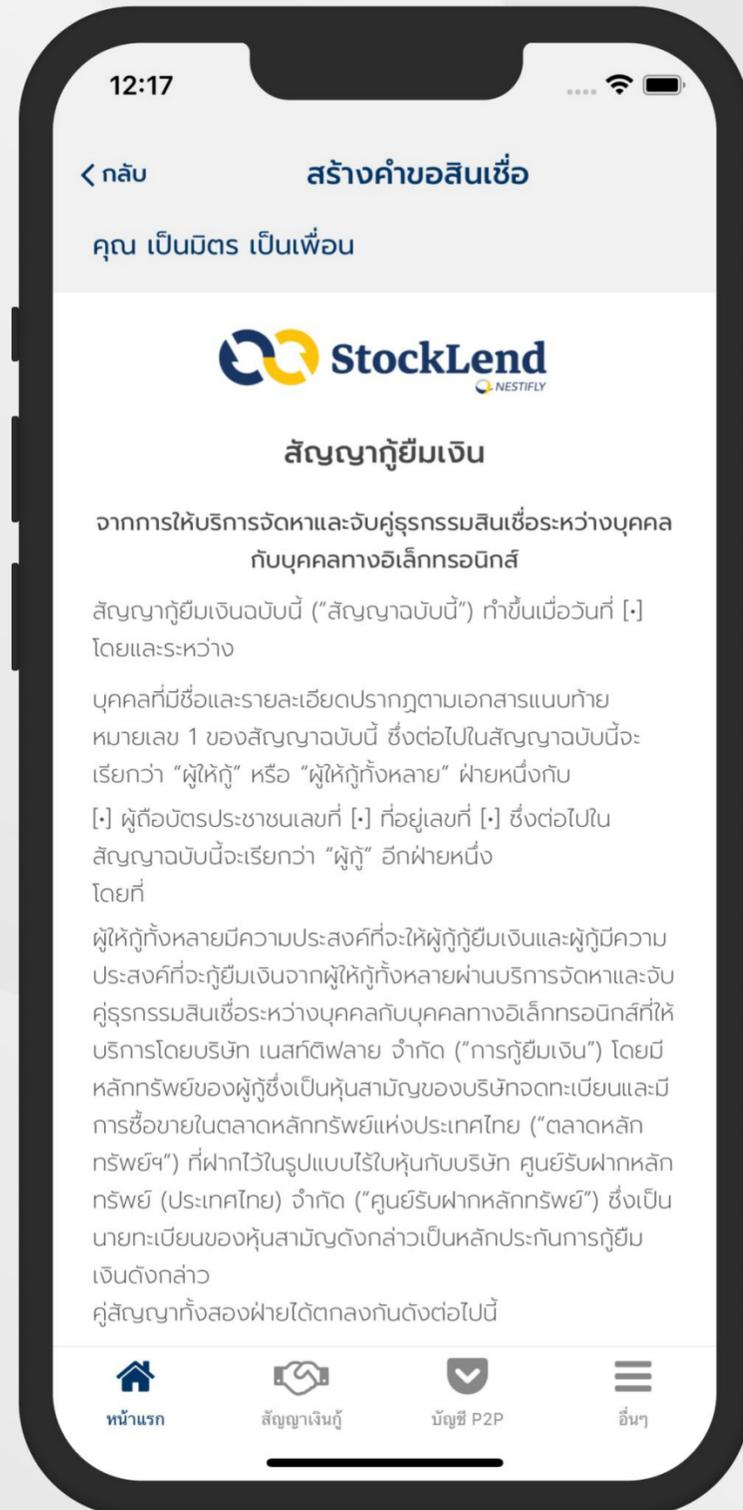 12:17
กลับ
สร้างคำขอสินเชื่อ
คุณ เป็นมิตร เป็นเพื่อน
StockLend
NESTIFLY
สัญญากู้ยืมเงิน
จากการให้บริการจัดหาและจับคู่ธุรกรรมสินเชื่อระหว่างบุคคล
กับบุคคลทางอิเล็กทรอนิกส์
สัญญากู้ยืมเงินฉบับนี้ ("สัญญาฉบับนี้") ทำขึ้นเมื่อวันที่ [·]
โดยและระหว่าง
บุคคลที่มีชื่อและรายละเอียดปรากฏตามเอกสารแนบท้าย
หมายเลข 1 ของสัญญาฉบับนี้ ซึ่งต่อไปในสัญญาฉบับนี้จะ
เรียกว่า "ผู้ให้กู้" หรือ "ผู้ให้กู้ทั้งหลาย" ฝ่ายหนึ่งกับ
[·] ผู้ถือบัตรประชาชนเลขที่ [·] ที่อยู่เลขที่ [·] ซึ่งต่อไปใน
สัญญาฉบับนี้จะเรียกว่า "ผู้กู้" อีกฝ่ายหนึ่ง
โดยที่
ผู้ให้กู้ทั้งหลายมีความประสงค์ที่จะให้ผู้กู้กู้ยืมเงินและผู้กู้มีความ
ประสงค์ที่จะกู้ยืมเงินจากผู้ให้กู้ทั้งหลายผ่านบริการจัดหาและจับ
คู่ธุรกรรมสินเชื่อระหว่างบุคคลกับบุคคลทางอิเล็กทรอนิกส์ที่ให้
บริการโดยบริษัท เนสท์ติฟลาย จำกัด ("การกู้ยืมเงิน") โดยมี
หลักทรัพย์ของผู้กู้ซึ่งเป็นหุ้นสามัญของบริษัทจดทะเบียนและมี
การซื้อขายในตลาดหลักทรัพย์แห่งประเทศไทย ("ตลาดหลัก
ทรัพย์ฯ") ที่ฝากไว้ในรูปแบบไร้ใบหุ้นกับบริษัท ศูนย์รับฝากหลัก
ทรัพย์ (ประเทศไทย) จำกัด ("ศูนย์รับฝากหลักทรัพย์") ซึ่งเป็น
นายทะเบียนของหุ้นสามัญดังกล่าวเป็นหลักประกันการกู้ยืม
เงินดังกล่าว
คู่สัญญาทั้งสองฝ่ายได้ตกลงกันดังต่อไปนี้
หน้าแรก
สัญญาเงินกู้
บัญชี P2P
อื่นๆ